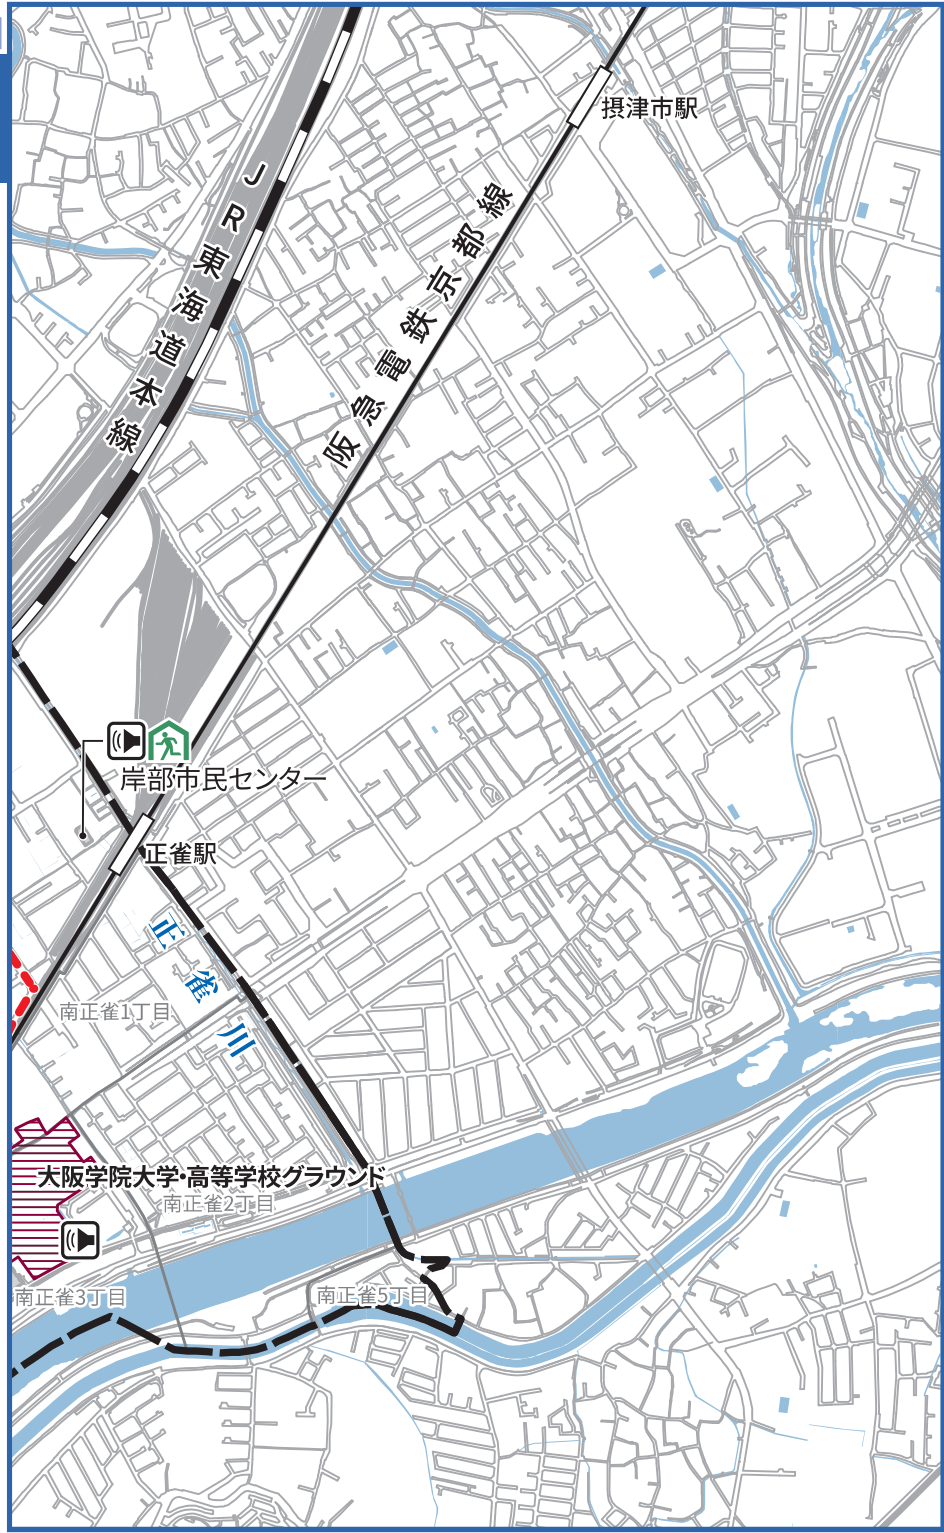 摂津市駅
JR東海道本線
阪急電鉄京都線
岸部市民センター
正雀駅
正雀川
南正雀1丁目
大阪学院大学・高等学校グラウンド
南正雀2丁目
南正雀3丁目
南正雀5丁目